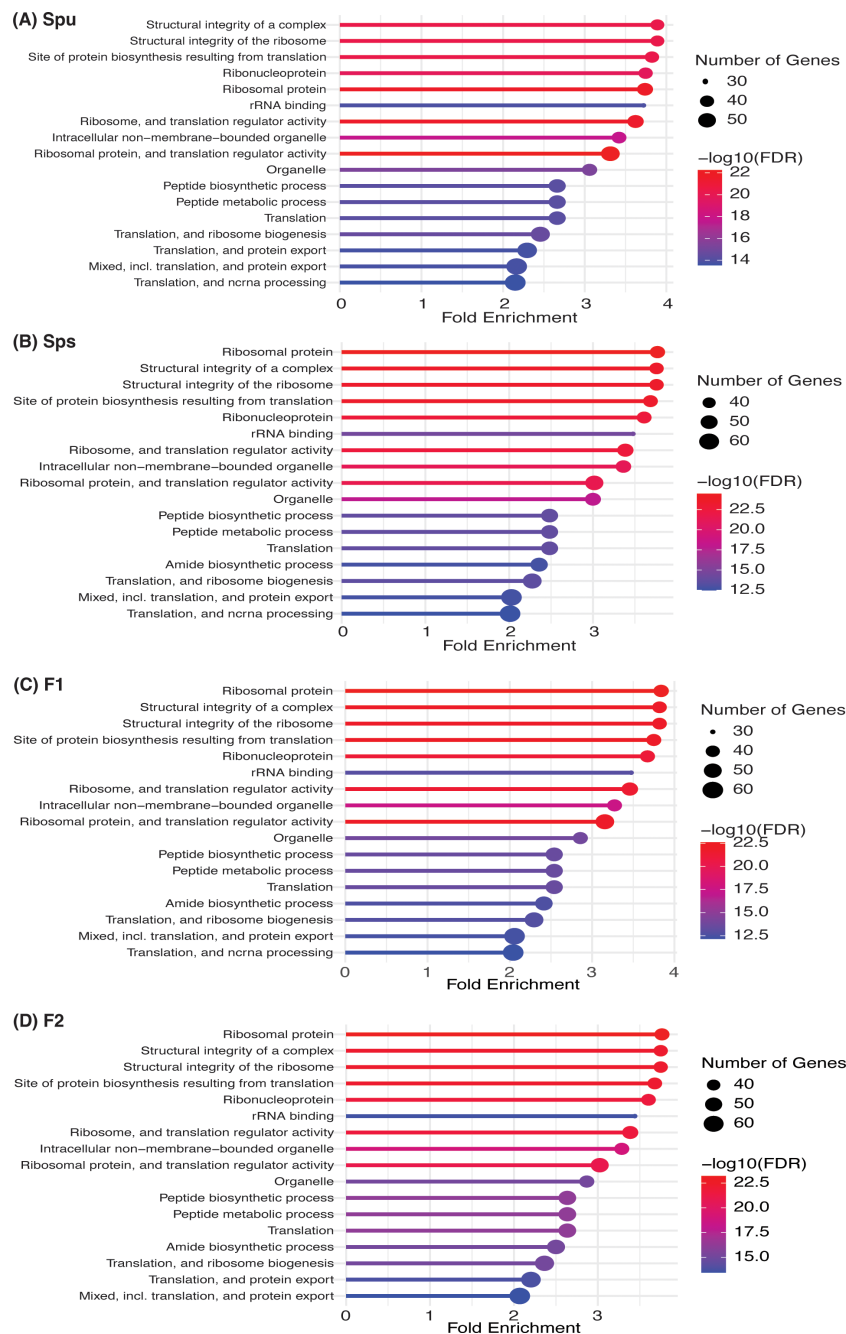 (A) Spu
Structural integrity of a complex
Structural integrity of the ribosome
Site of protein biosynthesis resulting from translation
Ribonucleoprotein
Ribosomal protein
rRNA binding
Ribosome, and translation regulator activity
Intracellular non−membrane−bounded organelle
Ribosomal protein, and translation regulator activity
Organelle
Peptide biosynthetic process
Peptide metabolic process
Translation
Translation, and ribosome biogenesis
Translation, and protein export
Mixed, incl. translation, and protein export
Translation, and ncrna processing
0 1 2 3 4
Fold Enrichment
Number of Genes
30
40
50
−log10(FDR)
22
20
18
16
14
(B) Sps
Ribosomal protein
Structural integrity of a complex
Structural integrity of the ribosome
Site of protein biosynthesis resulting from translation
Ribonucleoprotein
rRNA binding
Ribosome, and translation regulator activity
Intracellular non−membrane−bounded organelle
Ribosomal protein, and translation regulator activity
Organelle
Peptide biosynthetic process
Peptide metabolic process
Translation
Amide biosynthetic process
Translation, and ribosome biogenesis
Mixed, incl. translation, and protein export
Translation, and ncrna processing
0 1 2 3
Fold Enrichment
Number of Genes
40
50
60
−log10(FDR)
22.5
20.0
17.5
15.0
12.5
(C) F1
Ribosomal protein
Structural integrity of a complex
Structural integrity of the ribosome
Site of protein biosynthesis resulting from translation
Ribonucleoprotein
rRNA binding
Ribosome, and translation regulator activity
Intracellular non−membrane−bounded organelle
Ribosomal protein, and translation regulator activity
Organelle
Peptide biosynthetic process
Peptide metabolic process
Translation
Amide biosynthetic process
Translation, and ribosome biogenesis
Mixed, incl. translation, and protein export
Translation, and ncrna processing
0 1 2 3 4
Fold Enrichment
Number of Genes
30
40
50
60
−log10(FDR)
22.5
20.0
17.5
15.0
12.5
(D) F2
Ribosomal protein
Structural integrity of a complex
Structural integrity of the ribosome
Site of protein biosynthesis resulting from translation
Ribonucleoprotein
rRNA binding
Ribosome, and translation regulator activity
Intracellular non−membrane−bounded organelle
Ribosomal protein, and translation regulator activity
Organelle
Peptide biosynthetic process
Peptide metabolic process
Translation
Amide biosynthetic process
Translation, and ribosome biogenesis
Translation, and protein export
Mixed, incl. translation, and protein export
0 1 2 3
Fold Enrichment
Number of Genes
40
50
60
−log10(FDR)
22.5
20.0
17.5
15.0